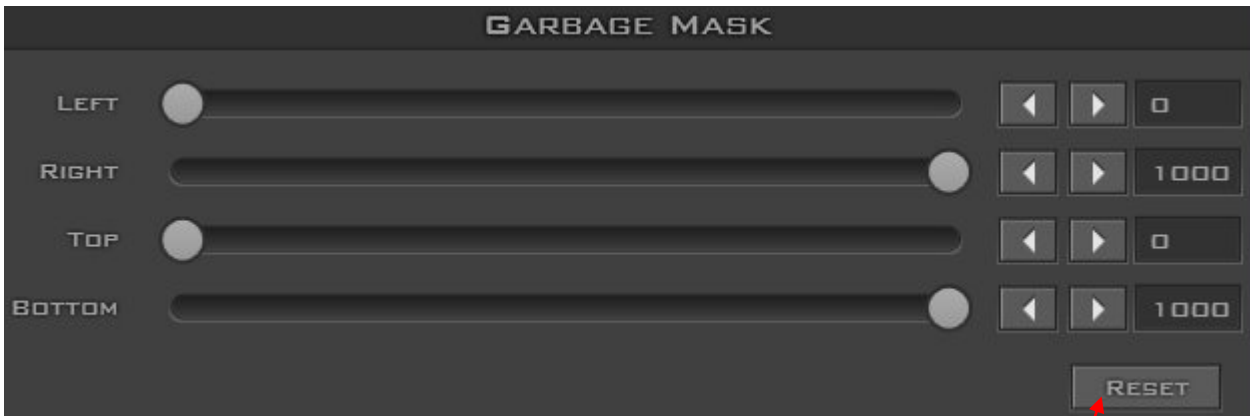 GARBAGE MASK
LEFT 0
RIGHT 1000
TOP 0
BOTTOM 1000
RESET